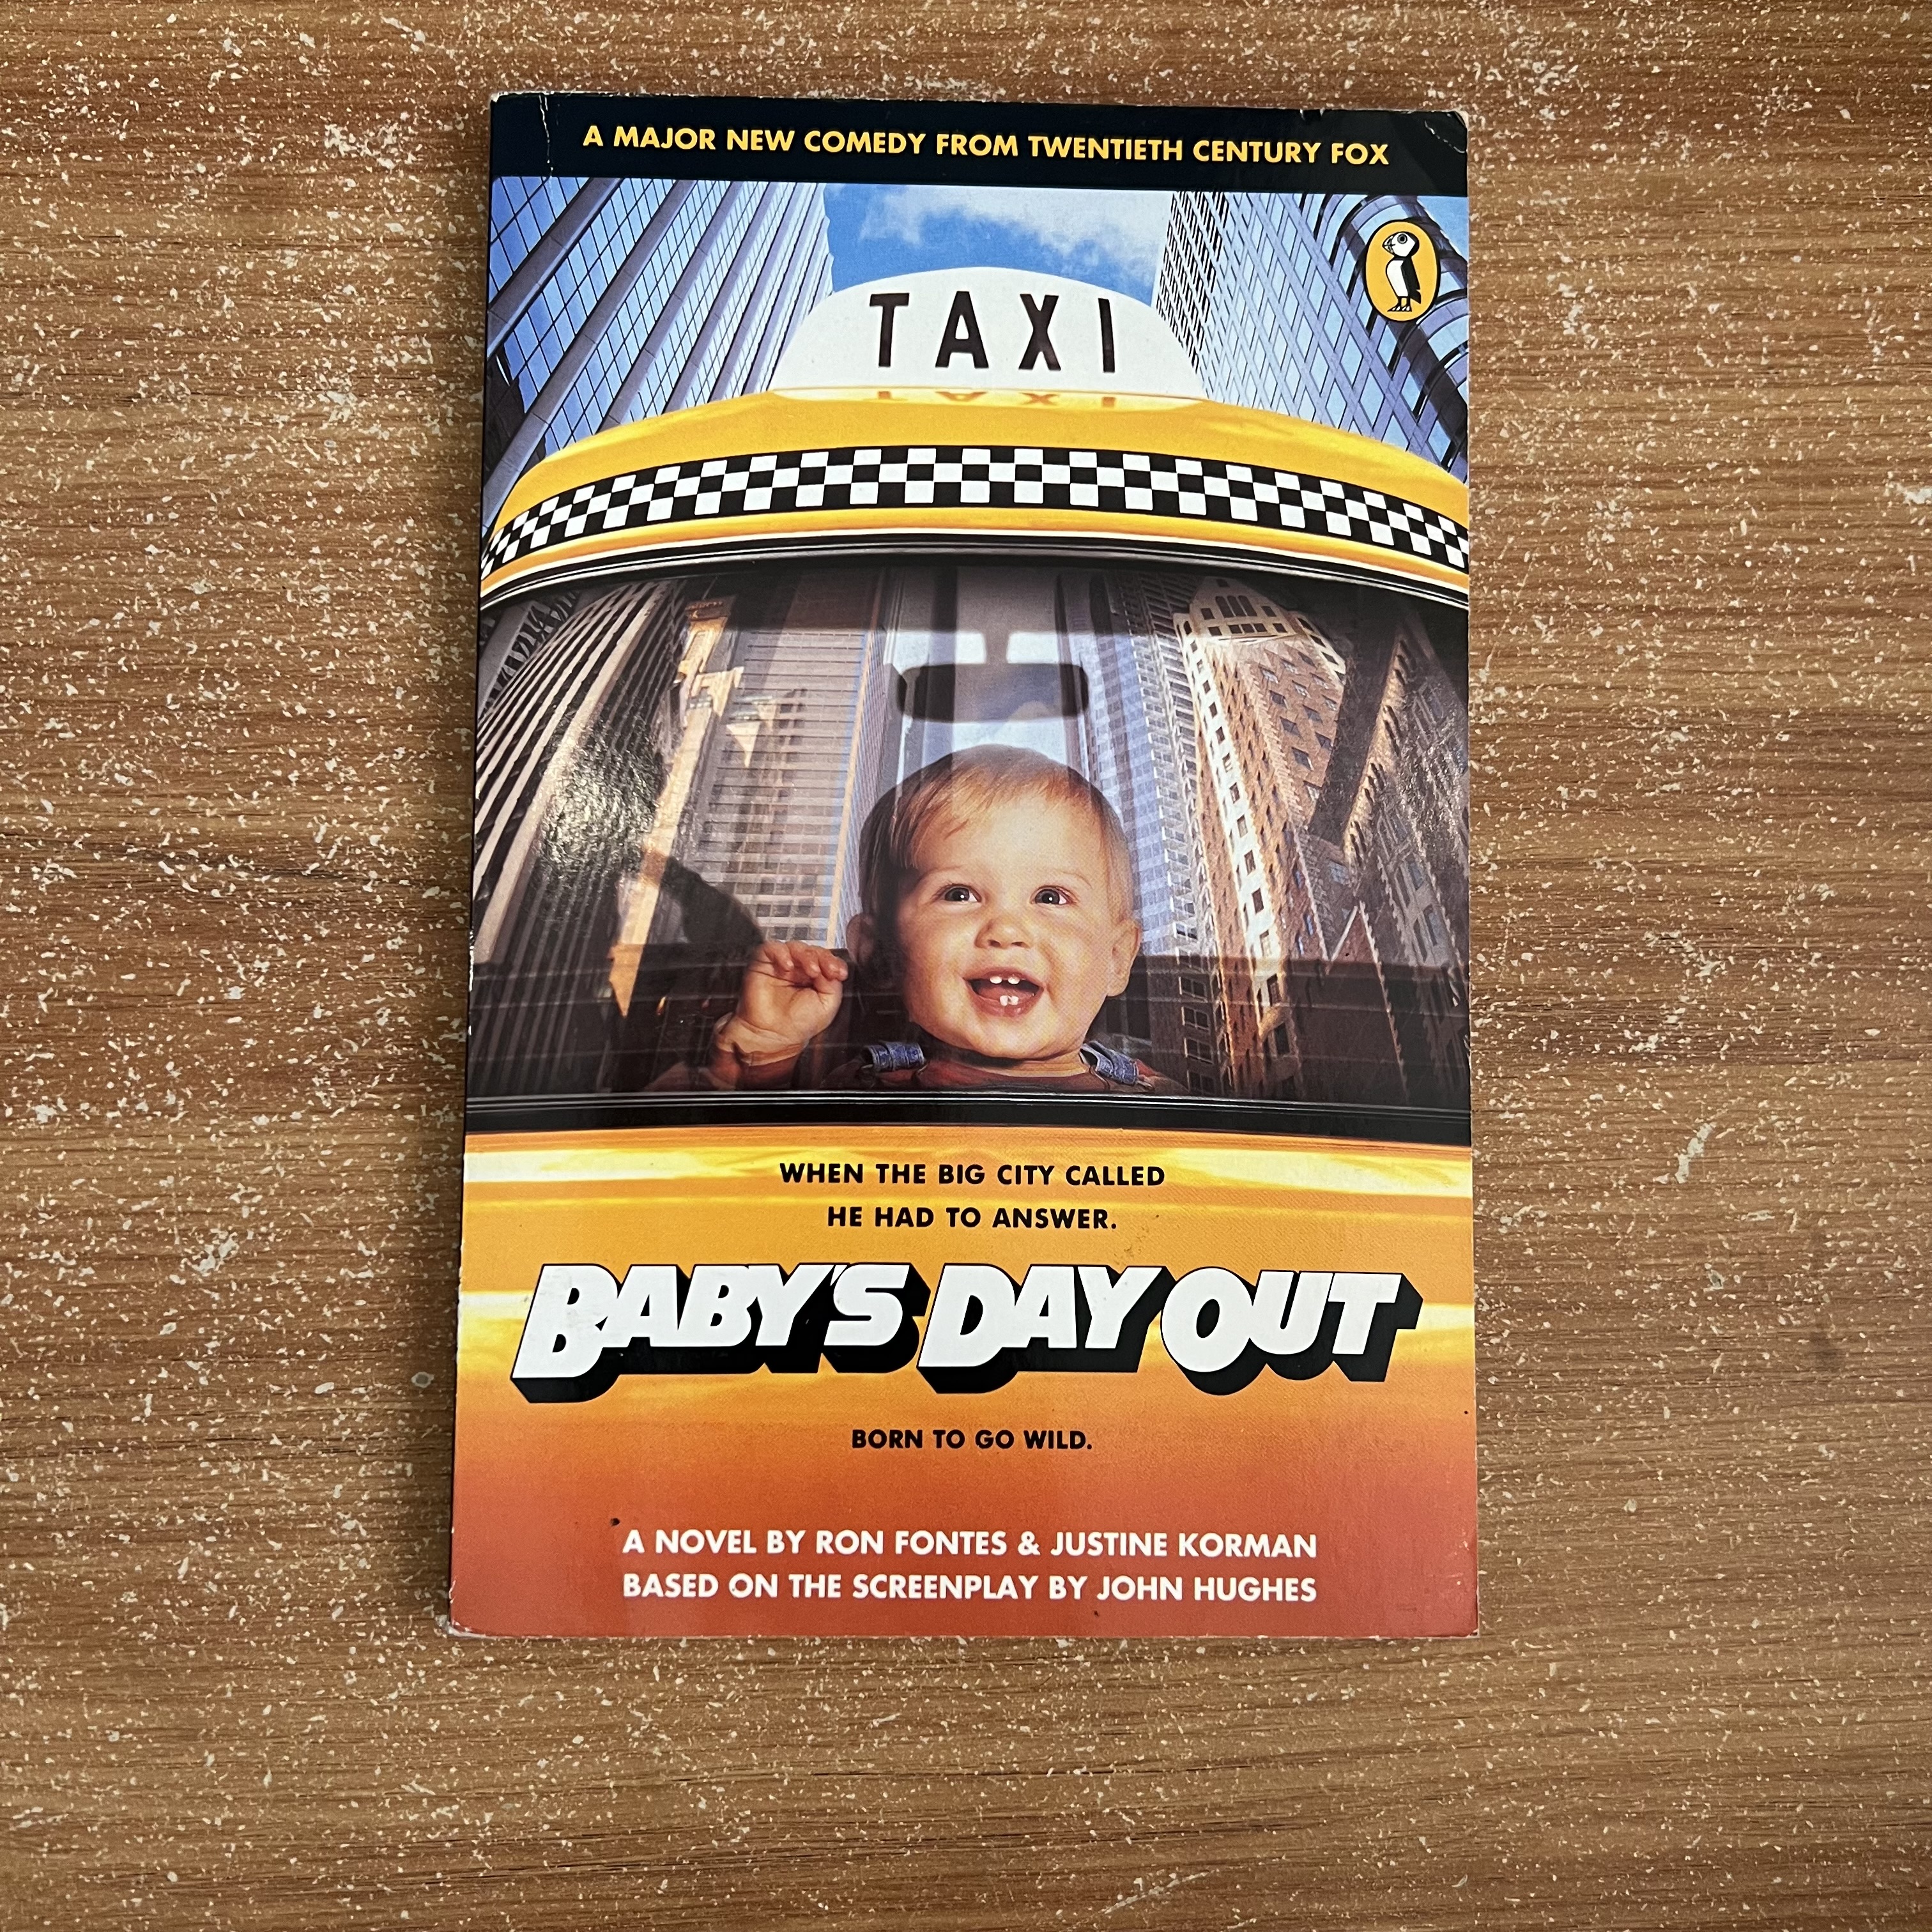 A MAJOR NEW COMEDY FROM TWENTIETH CENTURY FOX
TAXI
TAXI
WHEN THE BIG CITY CALLED
HE HAD TO ANSWER.
BABY'S DAY OUT
BORN TO GO WILD.
A NOVEL BY RON FONTES & JUSTINE KORMAN
BASED ON THE SCREENPLAY BY JOHN HUGHES